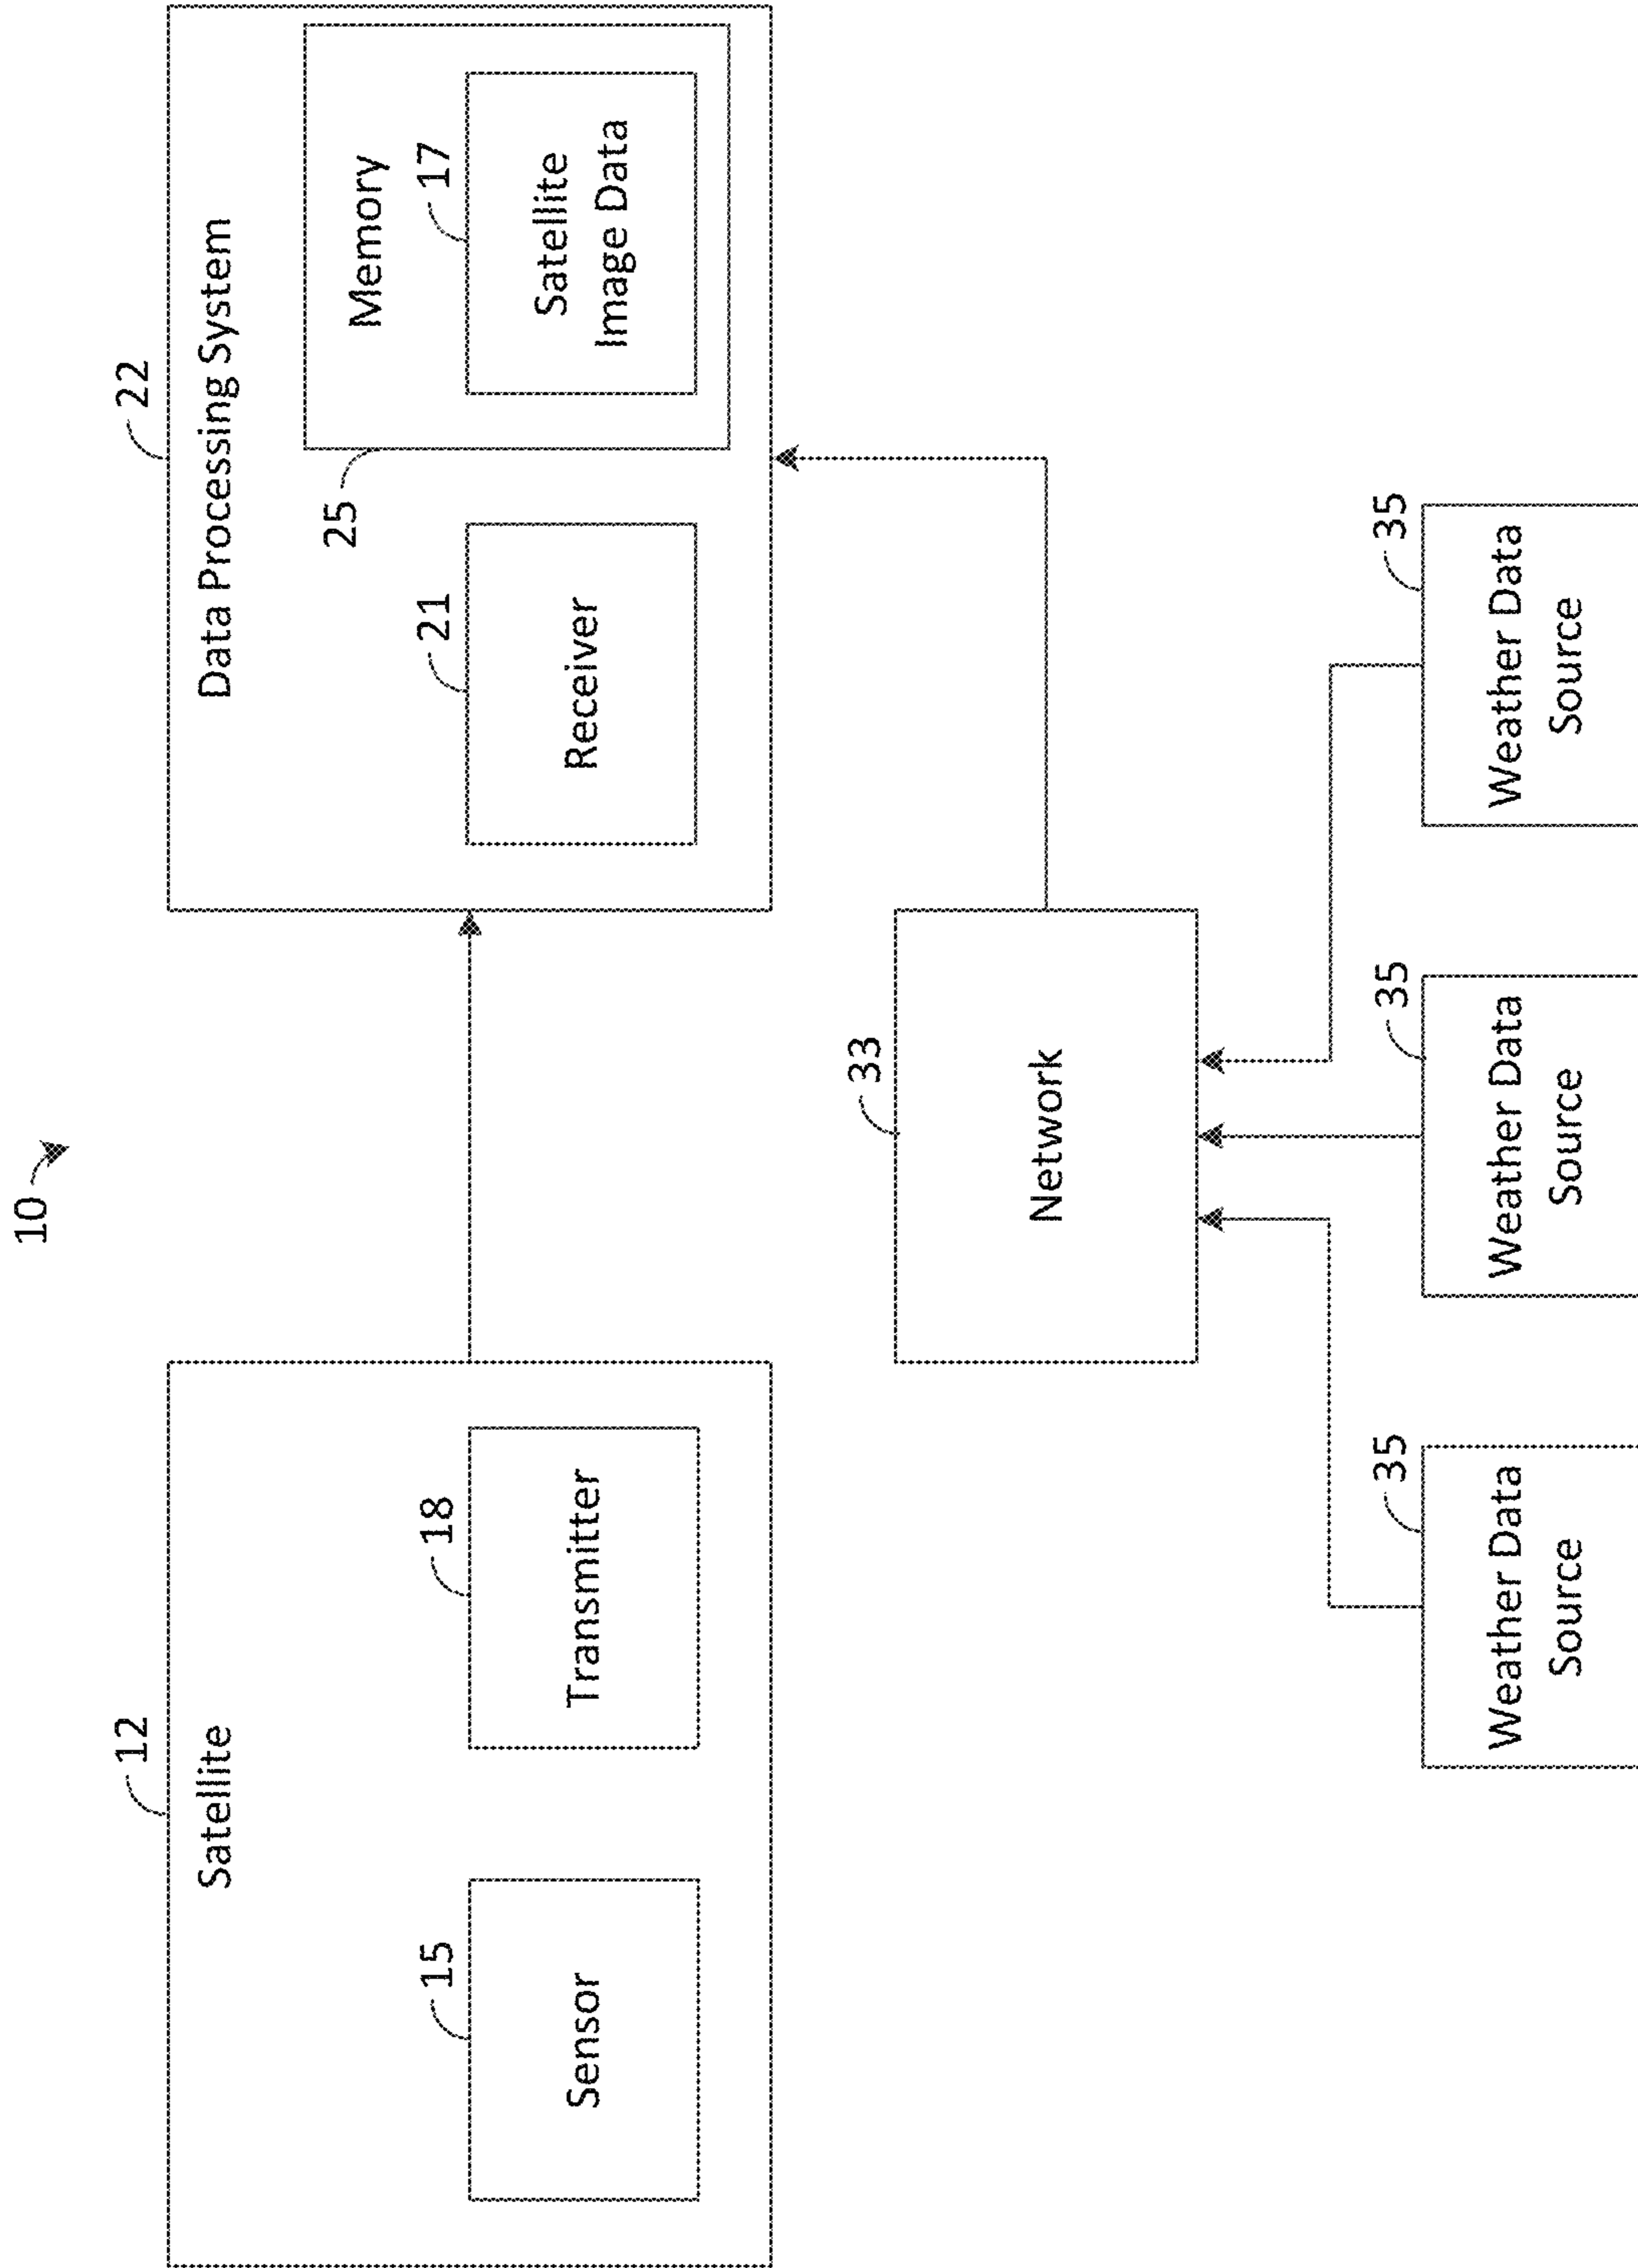 10
12
Satellite
15
Sensor
18
Transmitter
22
Data Processing System
21
Receiver
25
Memory
17
Satellite
Image Data
33
Network
35
Weather Data
Source
35
Weather Data
Source
35
Weather Data
Source